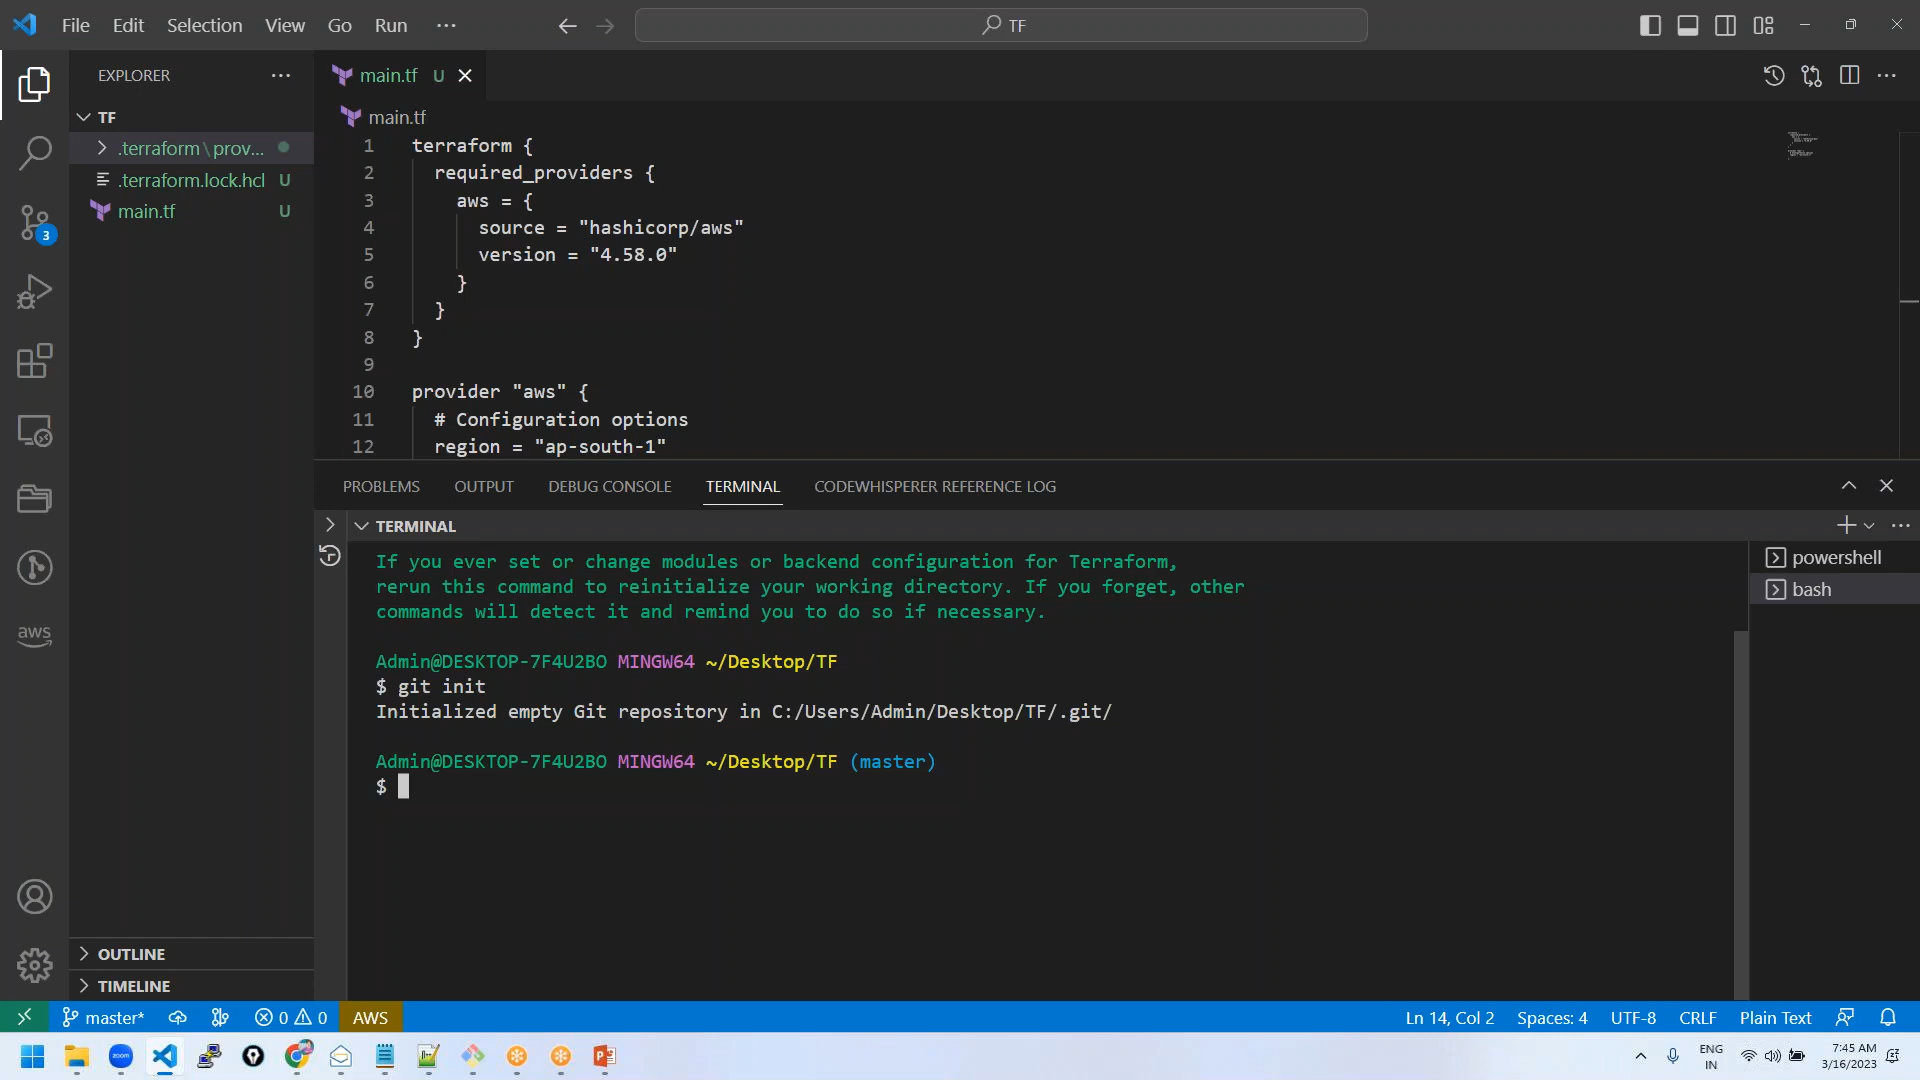 File Edit Selection View Go Run ···
TF
EXPLORER
main.tf U
TF
.terraform\prov...
.terraform.lock.hcl U
main.tf U
3
aws
main.tf
1 terraform {
2 required_providers {
3 aws = {
4 source = "hashicorp/aws"
5 version = "4.58.0"
6 }
7 }
8 }
9
10 provider "aws" {
11 # Configuration options
12 region = "ap-south-1"
PROBLEMS OUTPUT DEBUG CONSOLE TERMINAL CODEWHISPERER REFERENCE LOG
TERMINAL
If you ever set or change modules or backend configuration for Terraform,
rerun this command to reinitialize your working directory. If you forget, other
commands will detect it and remind you to do so if necessary.
Admin@DESKTOP-7F4U2BO MINGW64 ~/Desktop/TF
$ git init
Initialized empty Git repository in C:/Users/Admin/Desktop/TF/.git/
Admin@DESKTOP-7F4U2BO MINGW64 ~/Desktop/TF (master)
$
powershell
bash
OUTLINE
TIMELINE
master* 0 0 AWS Ln 14, Col 2 Spaces: 4 UTF-8 CRLF Plain Text
zoom
ENG
IN
7:45 AM
3/16/2023